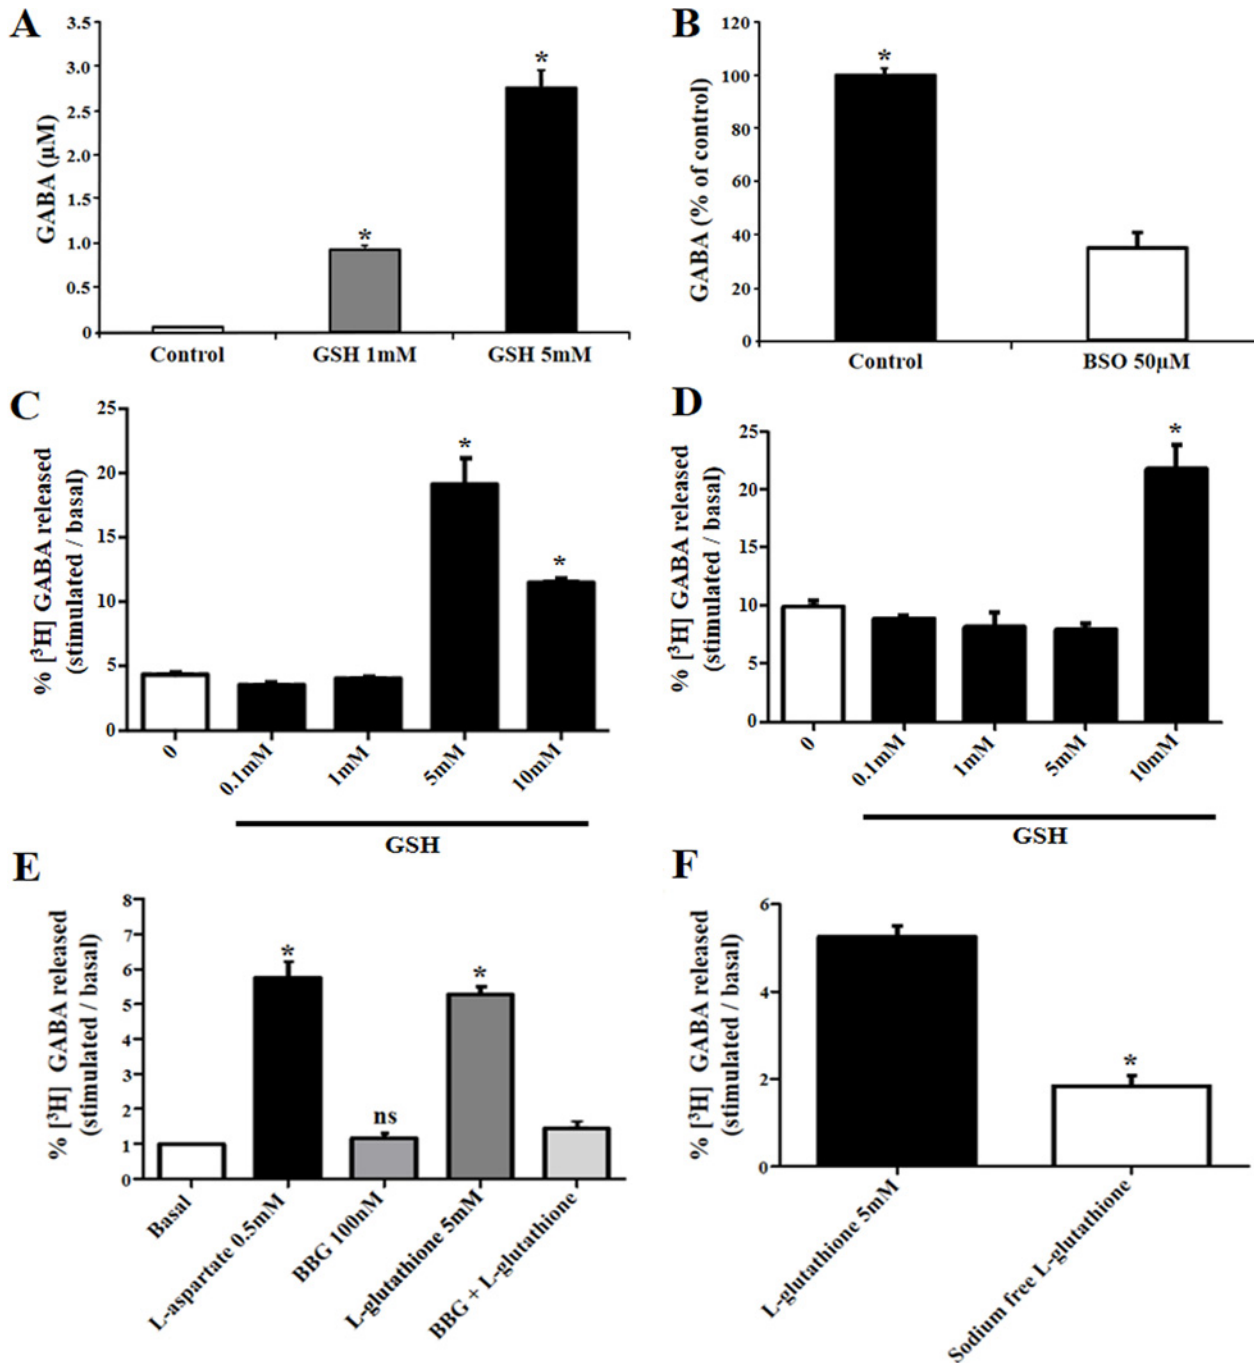 A
GABA (µM)
3.5
3.0
2.5
2.0
1.5
1.0
0.5
0
*
*
Control
GSH 1mM
GSH 5mM
B
GABA (% of control)
120
100
80
60
40
20
0
*
Control
BSO 50µM
C
% [³H] GABA released
(stimulated / basal)
25
20
15
10
5
0
*
*
0
0.1mM
1mM
5mM
10mM
GSH
D
% [³H] GABA released
(stimulated / basal)
25
20
15
10
5
0
*
0
0.1mM
1mM
5mM
10mM
GSH
E
% [³H] GABA released
(stimulated / basal)
8
7
6
5
4
3
2
1
0
*
ns
*
Basal
L-aspartate 0.5mM
BBG 100nM
L-glutathione 5mM
BBG + L-glutathione
F
% [³H] GABA released
(stimulated / basal)
6
4
2
0
*
L-glutathione 5mM
Sodium free L-glutathione